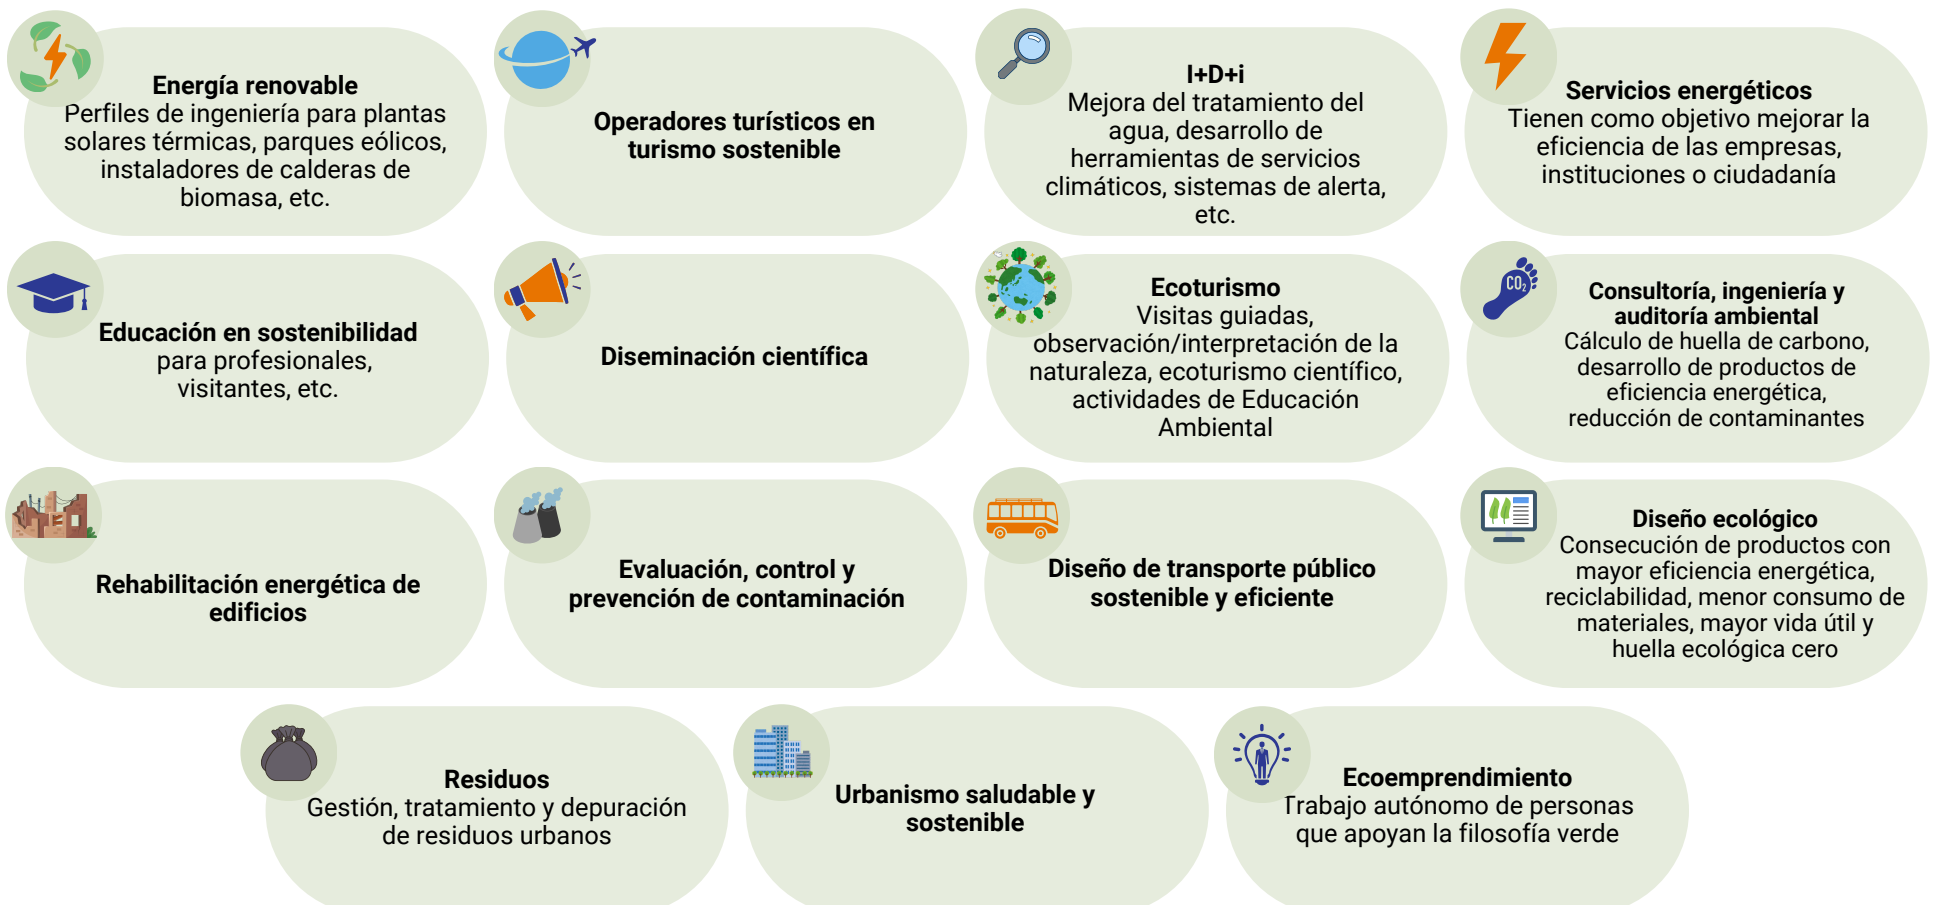 Energía renovable
Perfiles de ingeniería para plantas
solares térmicas, parques eólicos,
instaladores de calderas de
biomasa, etc.
Operadores turísticos en
turismo sostenible
I+D+i
Mejora del tratamiento del
agua, desarrollo de
herramientas de servicios
climáticos, sistemas de alerta,
etc.
Servicios energéticos
Tienen como objetivo mejorar la
eficiencia de las empresas,
instituciones o ciudadanía
Educación en sostenibilidad
para profesionales,
visitantes, etc.
Diseminación científica
Ecoturismo
Visitas guiadas,
observación/interpretación de la
naturaleza, ecoturismo científico,
actividades de Educación
Ambiental
CO₂
Consultoría, ingeniería y
auditoría ambiental
Cálculo de huella de carbono,
desarrollo de productos de
eficiencia energética,
reducción de contaminantes
Rehabilitación energética de
edificios
Evaluación, control y
prevención de contaminación
Diseño de transporte público
sostenible y eficiente
Diseño ecológico
Consecución de productos con
mayor eficiencia energética,
reciclabilidad, menor consumo de
materiales, mayor vida útil y
huella ecológica cero
Residuos
Gestión, tratamiento y depuración
de residuos urbanos
Urbanismo saludable y
sostenible
Ecoemprendimiento
Trabajo autónomo de personas
que apoyan la filosofía verde